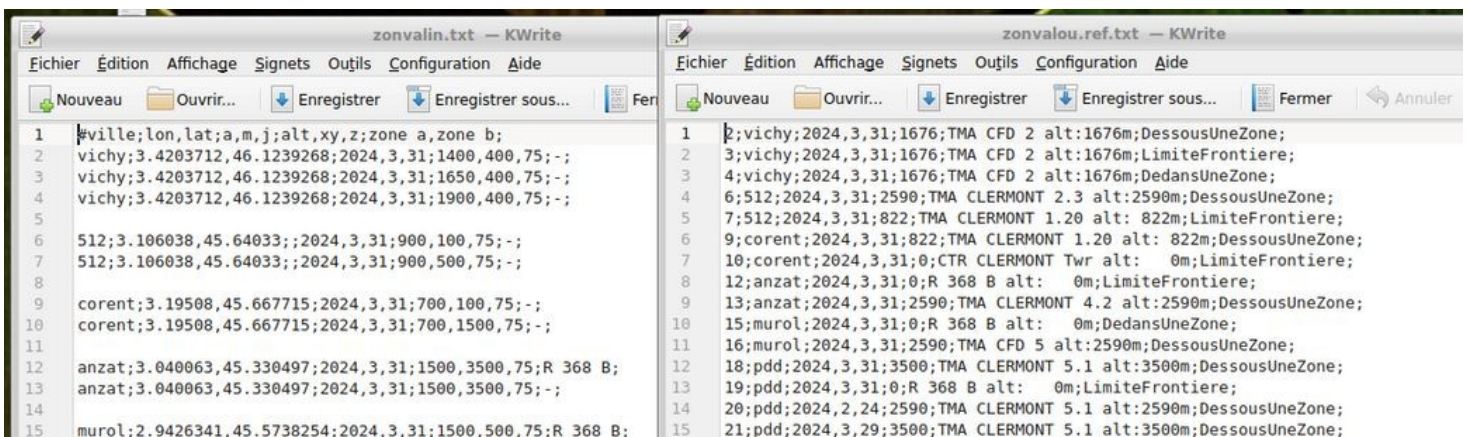 zonvalin.txt — KWrite
Fichier Édition Affichage Signets Outils Configuration Aide
Nouveau Ouvrir... Enregistrer Enregistrer sous... Fer
1 #ville;lon,lat;a,m,j;alt,xy,z;zone a,zone b;
2 vichy;3.4203712,46.1239268;2024,3,31;1400,400,75;-;
3 vichy;3.4203712,46.1239268;2024,3,31;1650,400,75;-;
4 vichy;3.4203712,46.1239268;2024,3,31;1900,400,75;-;
5
6 512;3.106038,45.64033;;2024,3,31;900,100,75;-;
7 512;3.106038,45.64033;;2024,3,31;900,500,75;-;
8
9 corent;3.19508,45.667715;2024,3,31;700,100,75;-;
10 corent;3.19508,45.667715;2024,3,31;700,1500,75;-;
11
12 anzat;3.040063,45.330497;2024,3,31;1500,3500,75;R 368 B;
13 anzat;3.040063,45.330497;2024,3,31;1500,3500,75;-;
14
15 murol;2.9426341,45.5738254;2024,3,31;1500,500,75;R 368 B;
zonvalou.ref.txt — KWrite
Fichier Édition Affichage Signets Outils Configuration Aide
Nouveau Ouvrir... Enregistrer Enregistrer sous... Fermer Annuler
1 2;vichy;2024,3,31;1676;TMA CFD 2 alt:1676m;DessousUneZone;
2 3;vichy;2024,3,31;1676;TMA CFD 2 alt:1676m;LimiteFrontiere;
3 4;vichy;2024,3,31;1676;TMA CFD 2 alt:1676m;DedansUneZone;
4 6;512;2024,3,31;2590;TMA CLERMONT 2.3 alt:2590m;DessousUneZone;
5 7;512;2024,3,31;822;TMA CLERMONT 1.20 alt: 822m;LimiteFrontiere;
6 9;corent;2024,3,31;822;TMA CLERMONT 1.20 alt: 822m;DessousUneZone;
7 10;corent;2024,3,31;0;CTR CLERMONT Twr alt:   0m;LimiteFrontiere;
8 12;anzat;2024,3,31;0;R 368 B alt:   0m;LimiteFrontiere;
9 13;anzat;2024,3,31;2590;TMA CLERMONT 4.2 alt:2590m;DessousUneZone;
10 15;murol;2024,3,31;0;R 368 B alt:   0m;DedansUneZone;
11 16;murol;2024,3,31;2590;TMA CFD 5 alt:2590m;DessousUneZone;
12 18;pdd;2024,3,31;3500;TMA CLERMONT 5.1 alt:3500m;DessousUneZone;
13 19;pdd;2024,3,31;0;R 368 B alt:   0m;LimiteFrontiere;
14 20;pdd;2024,2,24;2590;TMA CLERMONT 5.1 alt:2590m;DessousUneZone;
15 21;pdd;2024,3,29;3500;TMA CLERMONT 5.1 alt:3500m;DessousUneZone;